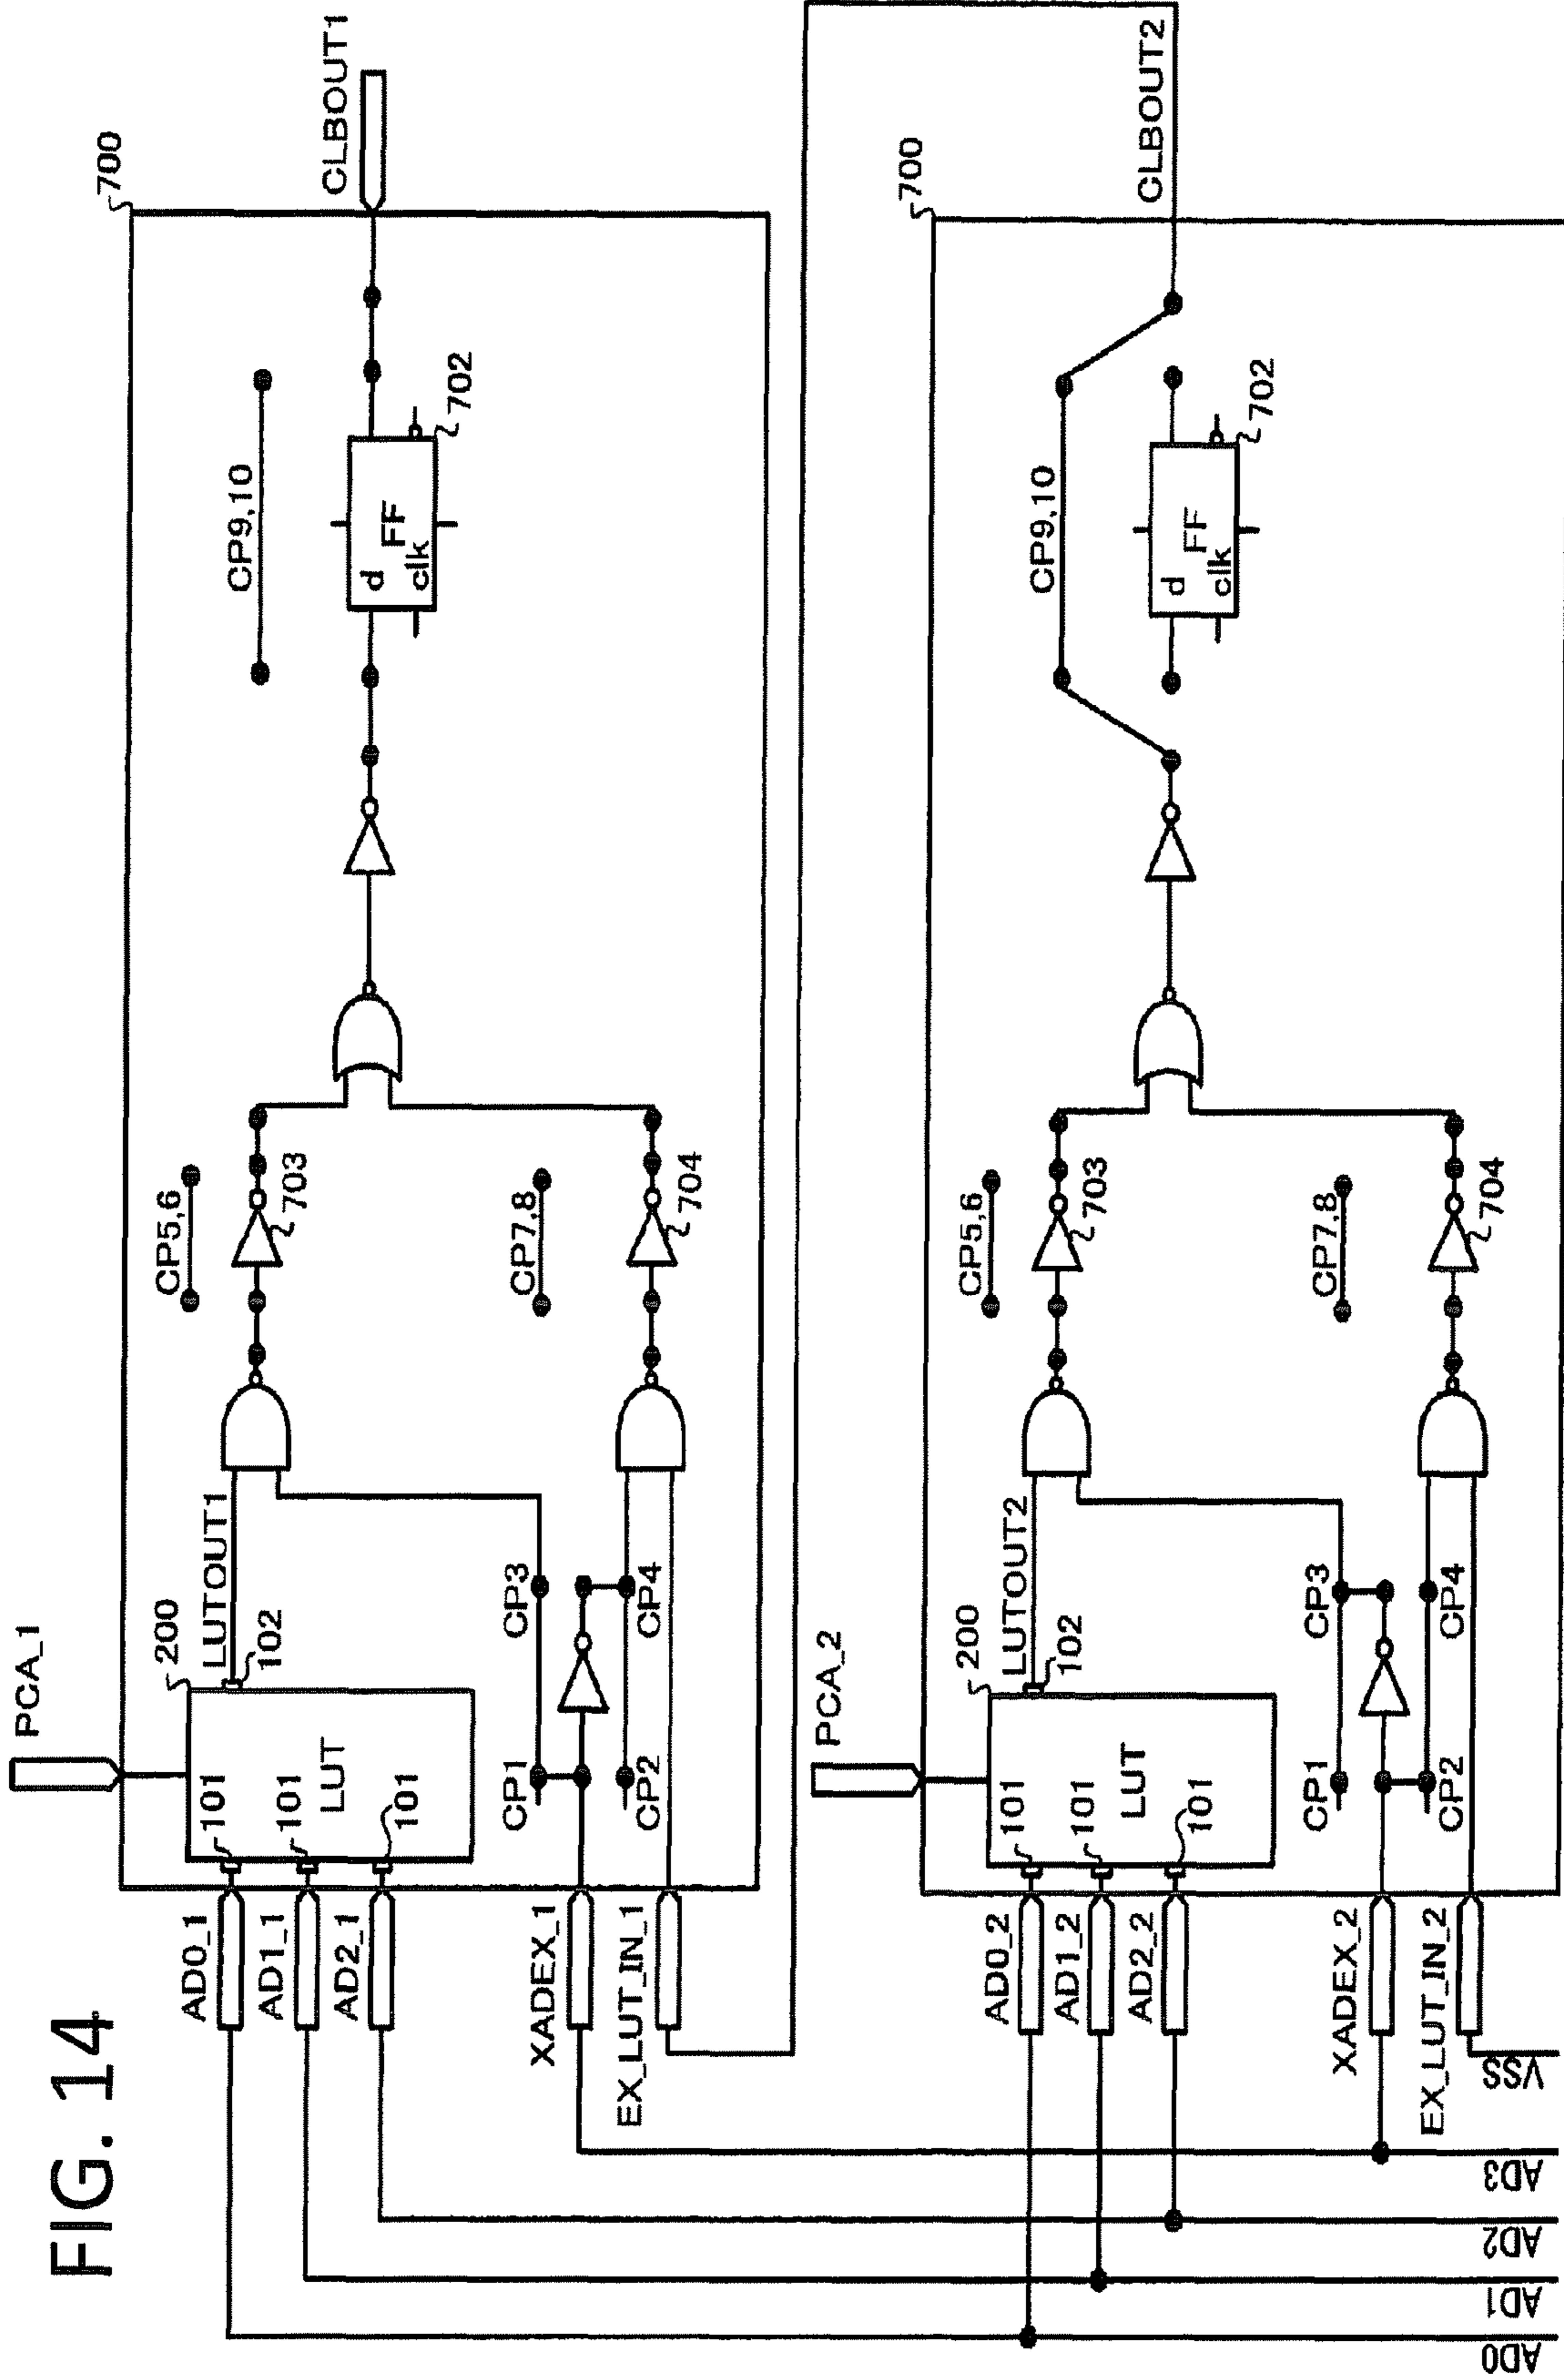 FIG. 14
PCA_1
700
CLBOUT1
200
LUTOUT1
102
101
101
101
LUT
AD0_1
AD1_1
AD2_1
XADEX_1
EX_LUT_IN_1
CP1
CP3
CP2
CP4
CP5,6
703
CP7,8
704
CP9,10
d
FF
clk
702
PCA_2
700
CLBOUT2
200
LUTOUT2
102
101
101
101
LUT
AD0_2
AD1_2
AD2_2
XADEX_2
EX_LUT_IN_2
CP1
CP3
CP2
CP4
CP5,6
703
CP7,8
704
CP9,10
d
FF
clk
702
AD0
AD1
AD2
AD3
VSS